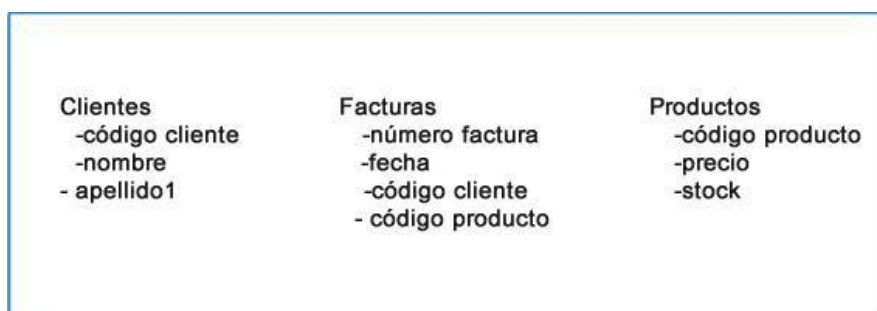 Clientes
-código cliente
-nombre
- apellido1
Facturas
-número factura
-fecha
-código cliente
- código producto
Productos
-código producto
-precio
-stock